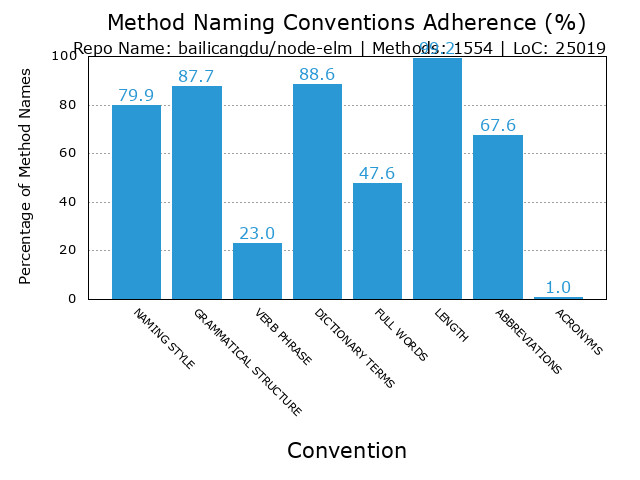 Method Naming Conventions Adherence (%)
Repo Name: bailicangdu/node-elm | Methods: 1554 | LoC: 25019
Percentage of Method Names
100
80
60
40
20
0
79.9
87.7
23.0
88.6
47.6
99.2
67.6
1.0
NAMING STYLE
GRAMMATICAL STRUCTURE
VERB PHRASE
DICTIONARY TERMS
FULL WORDS
LENGTH
ABBREVIATIONS
ACRONYMS
Convention